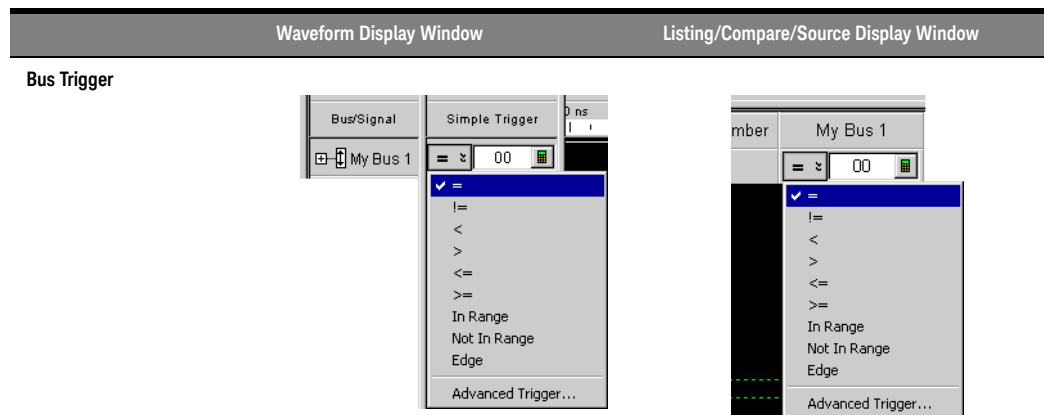 Waveform Display Window
Listing/Compare/Source Display Window
Bus Trigger
Bus/Signal
Simple Trigger
0 ns
My Bus 1
= 00
=
!=
<
>
<=
>=
In Range
Not In Range
Edge
Advanced Trigger...
mber
My Bus 1
= 00
=
!=
<
>
<=
>=
In Range
Not In Range
Edge
Advanced Trigger...